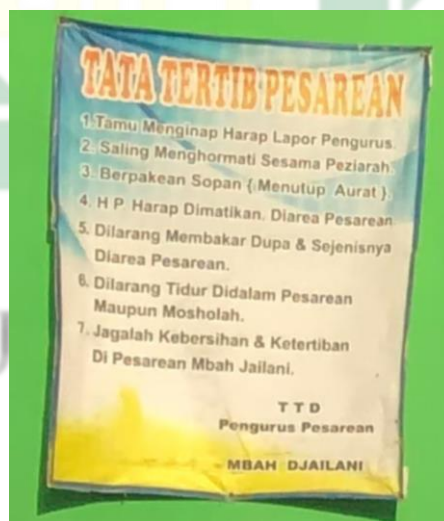 TATA TERTIB PESAREAN
1.Tamu Menginap Harap Lapor Pengurus.
2. Saling Menghormati Sesama Peziarah.
3. Berpakean Sopan {.Menutup Aurat }.
4. H P Harap Dimatikan. Diarea Pesarean
5. Dilarang Membakar Dupa & Sejenisnya
Diarea Pesarean.
6. Dilarang Tidur Didalam Pesarean
Maupun Mosholah.
7. Jagalah Kebersihan & Ketertiban
Di Pesarean Mbah Jailani.
T T D
Pengurus Pesarean
MBAH DJAILANI